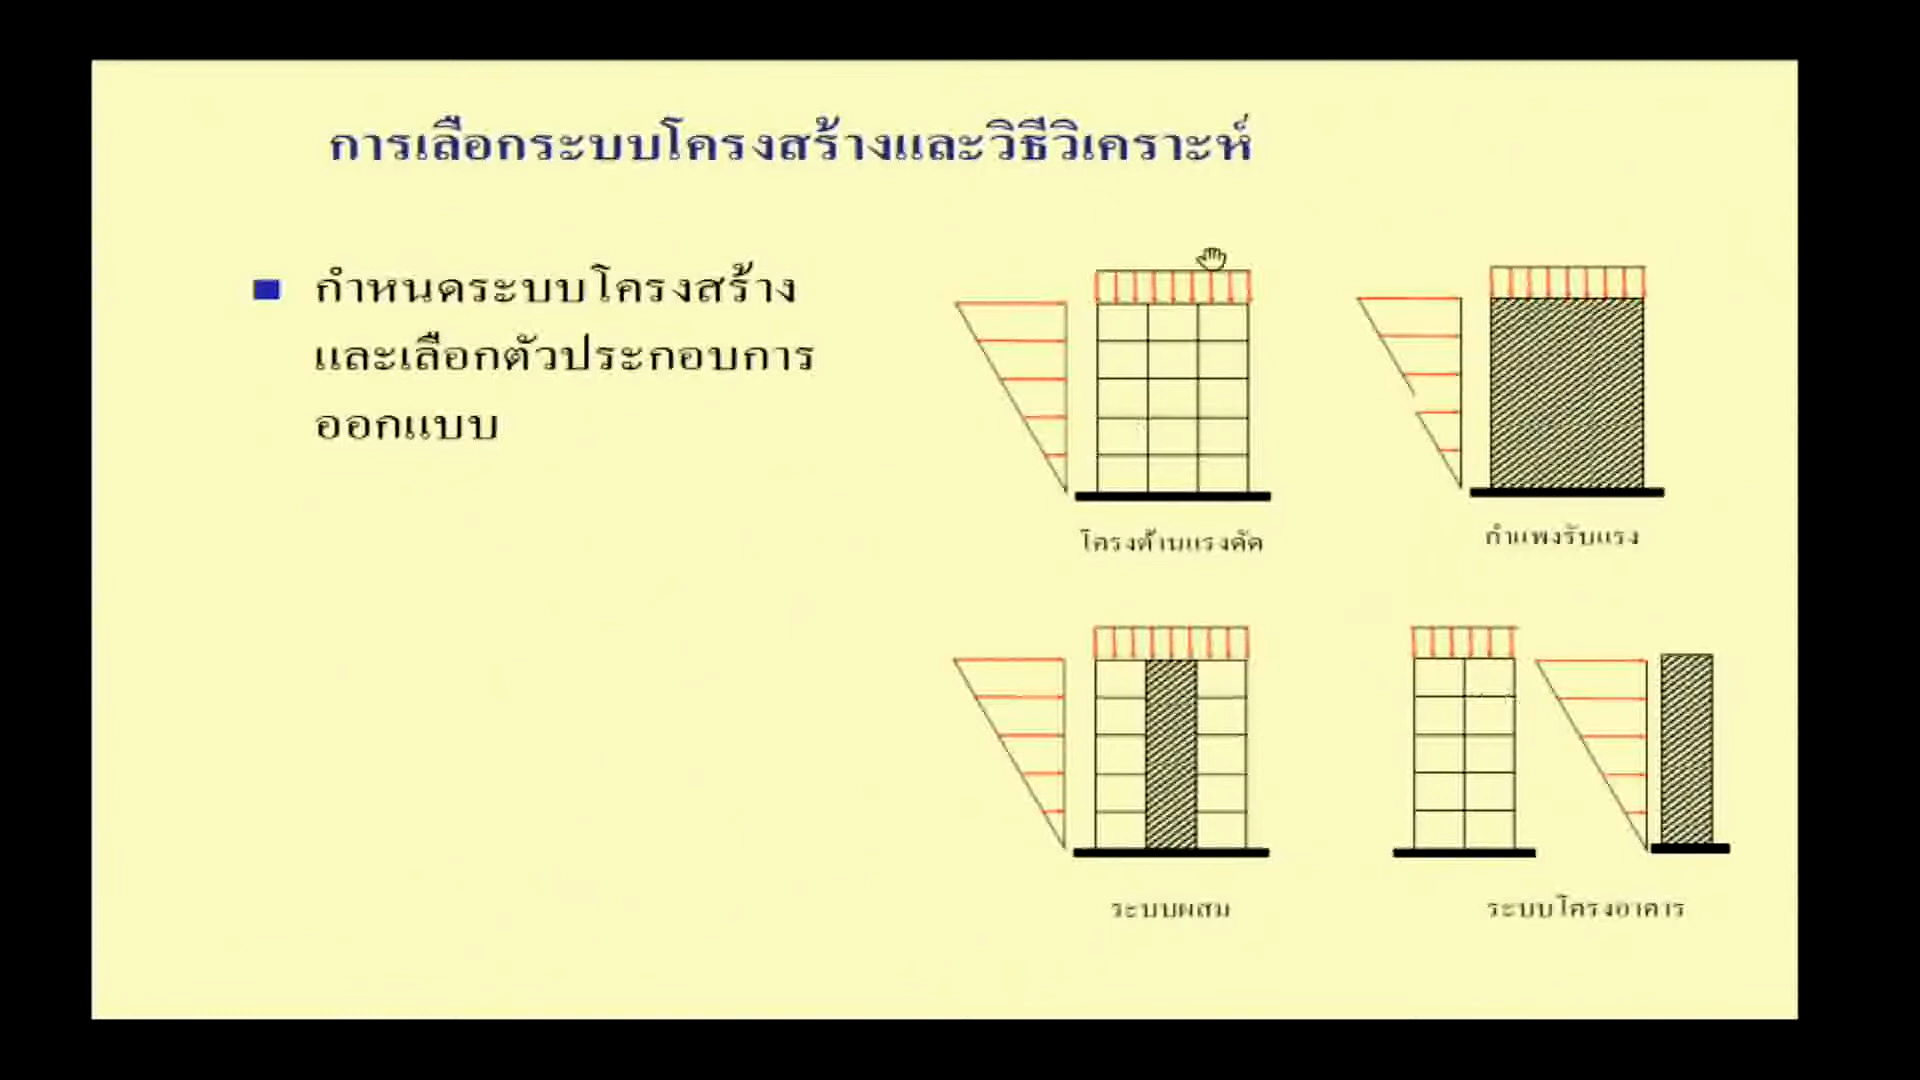 การเลือกระบบโครงสร้างและวิธีวิเคราะห์
กำหนดระบบโครงสร้าง
และเลือกตัวประกอบการ
ออกแบบ
โครงต้านแรงดัด
กำแพงรับแรง
ระบบผสม
ระบบโครงอาคาร